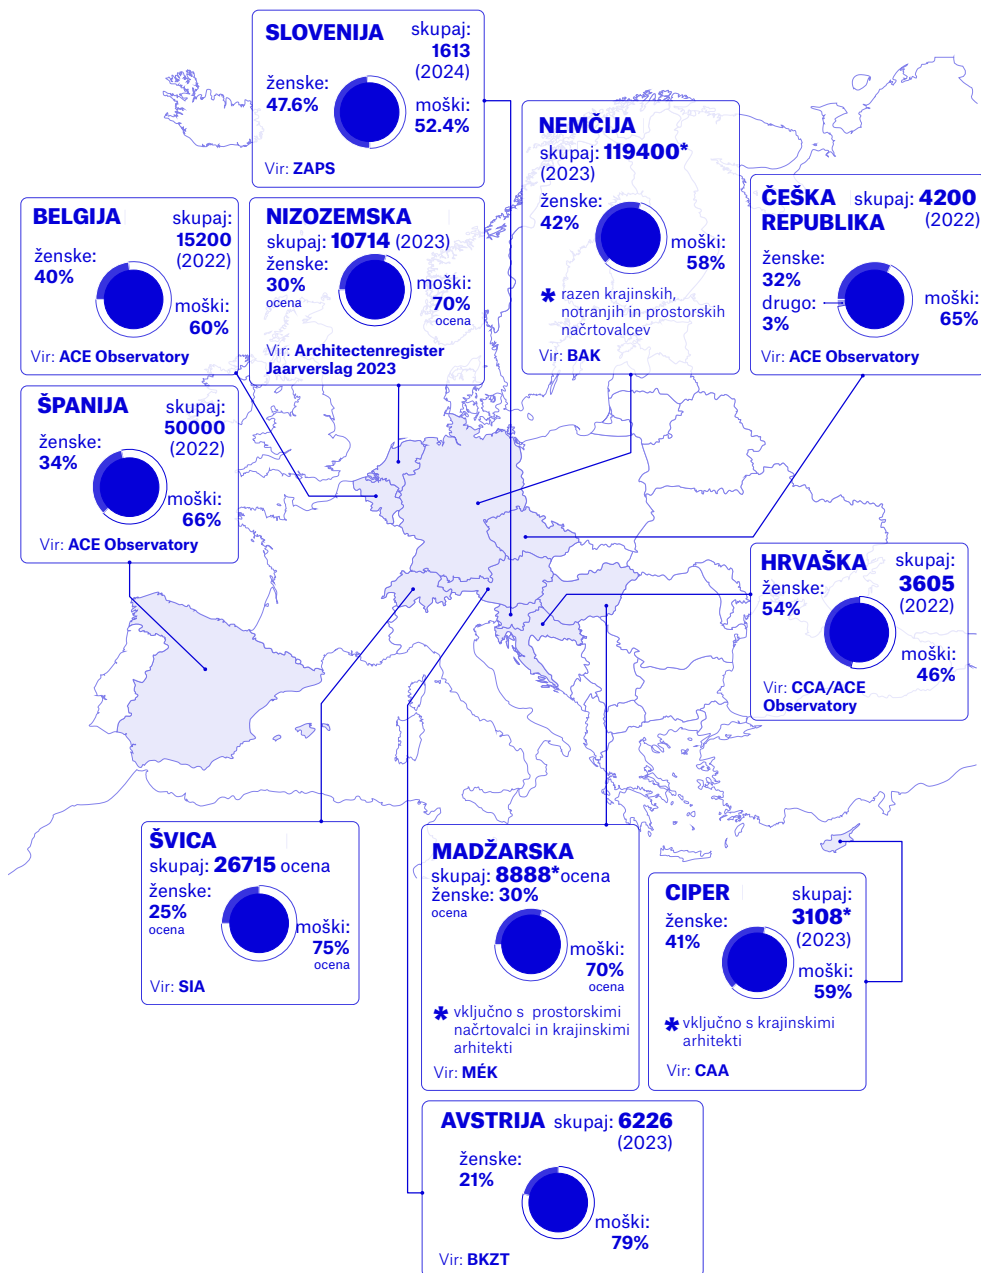 SLOVENIJA
skupaj:
1613
(2024)
ženske:
47.6%
moški:
52.4%
Vir: ZAPS
NEMČIJA
skupaj: 119400*
(2023)
ženske:
42%
moški:
58%
* razen krajinskih,
notranjih in prostorskih
načrtovalcev
Vir: BAK
ČEŠKA
REPUBLIKA
skupaj: 4200
(2022)
ženske:
32%
drugo:
3%
moški:
65%
Vir: ACE Observatory
BELGIJA
skupaj:
15200
(2022)
ženske:
40%
moški:
60%
Vir: ACE Observatory
NIZOZEMSKA
skupaj: 10714 (2023)
ženske:
30%
ocena
moški:
70%
ocena
Vir: Architectenregister
Jaarverslag 2023
ŠPANIJA
skupaj:
50000
(2022)
ženske:
34%
moški:
66%
Vir: ACE Observatory
HRVAŠKA
skupaj:
3605
(2022)
ženske:
54%
moški:
46%
Vir: CCA/ACE
Observatory
ŠVICA
skupaj: 26715 ocena
ženske:
25%
ocena
moški:
75%
ocena
Vir: SIA
MADŽARSKA
skupaj: 8888* ocena
ženske: 30%
ocena
moški:
70%
ocena
* vključno s prostorskimi
načrtovalci in krajinskimi
arhitekti
Vir: MÉK
CIPER
skupaj:
3108*
(2023)
ženske:
41%
moški:
59%
* vključno s krajinskimi
arhitekti
Vir: CAA
AVSTRIJA skupaj: 6226
(2023)
ženske:
21%
moški:
79%
Vir: BKZT